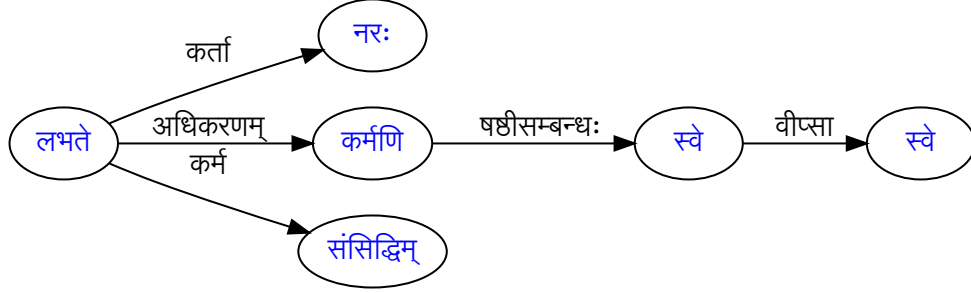 नरः
कर्ता
लभते
अधिकरणम्
कर्मणि
षष्ठीसम्बन्धः
स्वे
वीप्सा
स्वे
कर्म
संसिद्धिम्